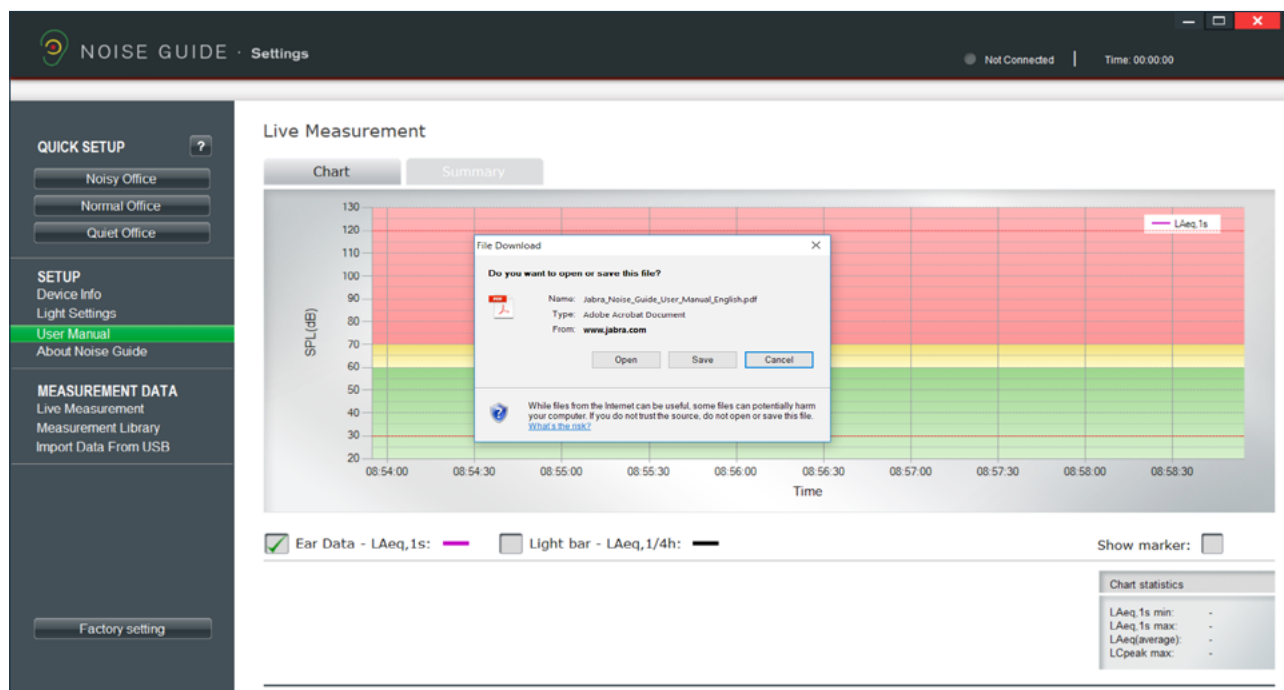 NOISE GUIDE · Settings
Not Connected | Time: 00:00:00
QUICK SETUP ?
Noisy Office
Normal Office
Quiet Office
SETUP
Device Info
Light Settings
User Manual
About Noise Guide
MEASUREMENT DATA
Live Measurement
Measurement Library
Import Data From USB
Factory setting
Live Measurement
Chart Summary
SPL(dB)
130
120
110
100
90
80
70
60
50
40
30
20
LAeq,1s
08:54:00 08:54:30 08:55:00 08:55:30 08:56:00 08:56:30 08:57:00 08:57:30 08:58:00 08:58:30
Time
File Download
Do you want to open or save this file?
PDF
Name: Jabra_Noise_Guide_User_Manual_English.pdf
Type: Adobe Acrobat Document
From: www.jabra.com
Open Save Cancel
While files from the Internet can be useful, some files can potentially harm
your computer. If you do not trust the source, do not open or save this file.
What's the risk?
Ear Data - LAeq,1s: Light bar - LAeq,1/4h: Show marker:
Chart statistics
LAeq,1s min: -
LAeq,1s max: -
LAeq(average): -
LCpeak max: -